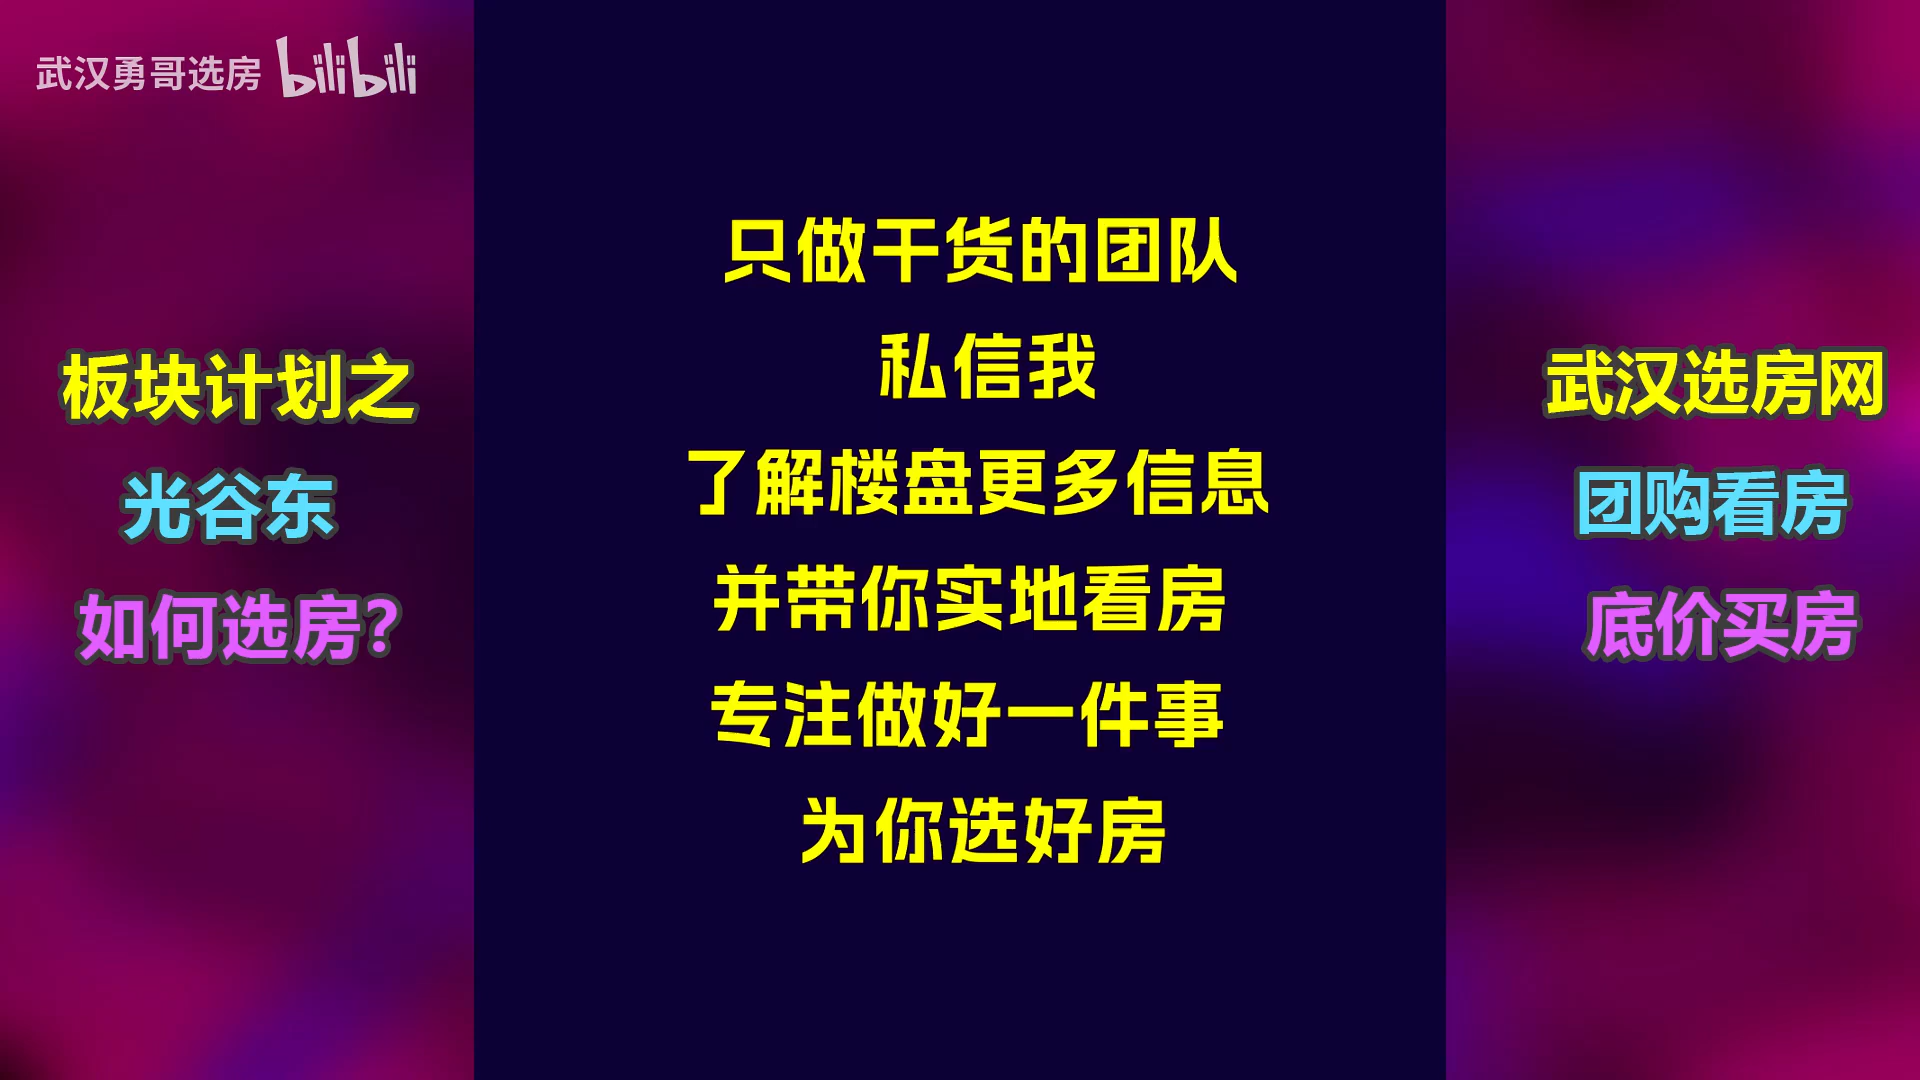 武汉勇哥选房 bilibili
板块计划之
光谷东
如何选房?
只做干货的团队
私信我
了解楼盘更多信息
并带你实地看房
专注做好一件事
为你选好房
武汉选房网
团购看房
底价买房